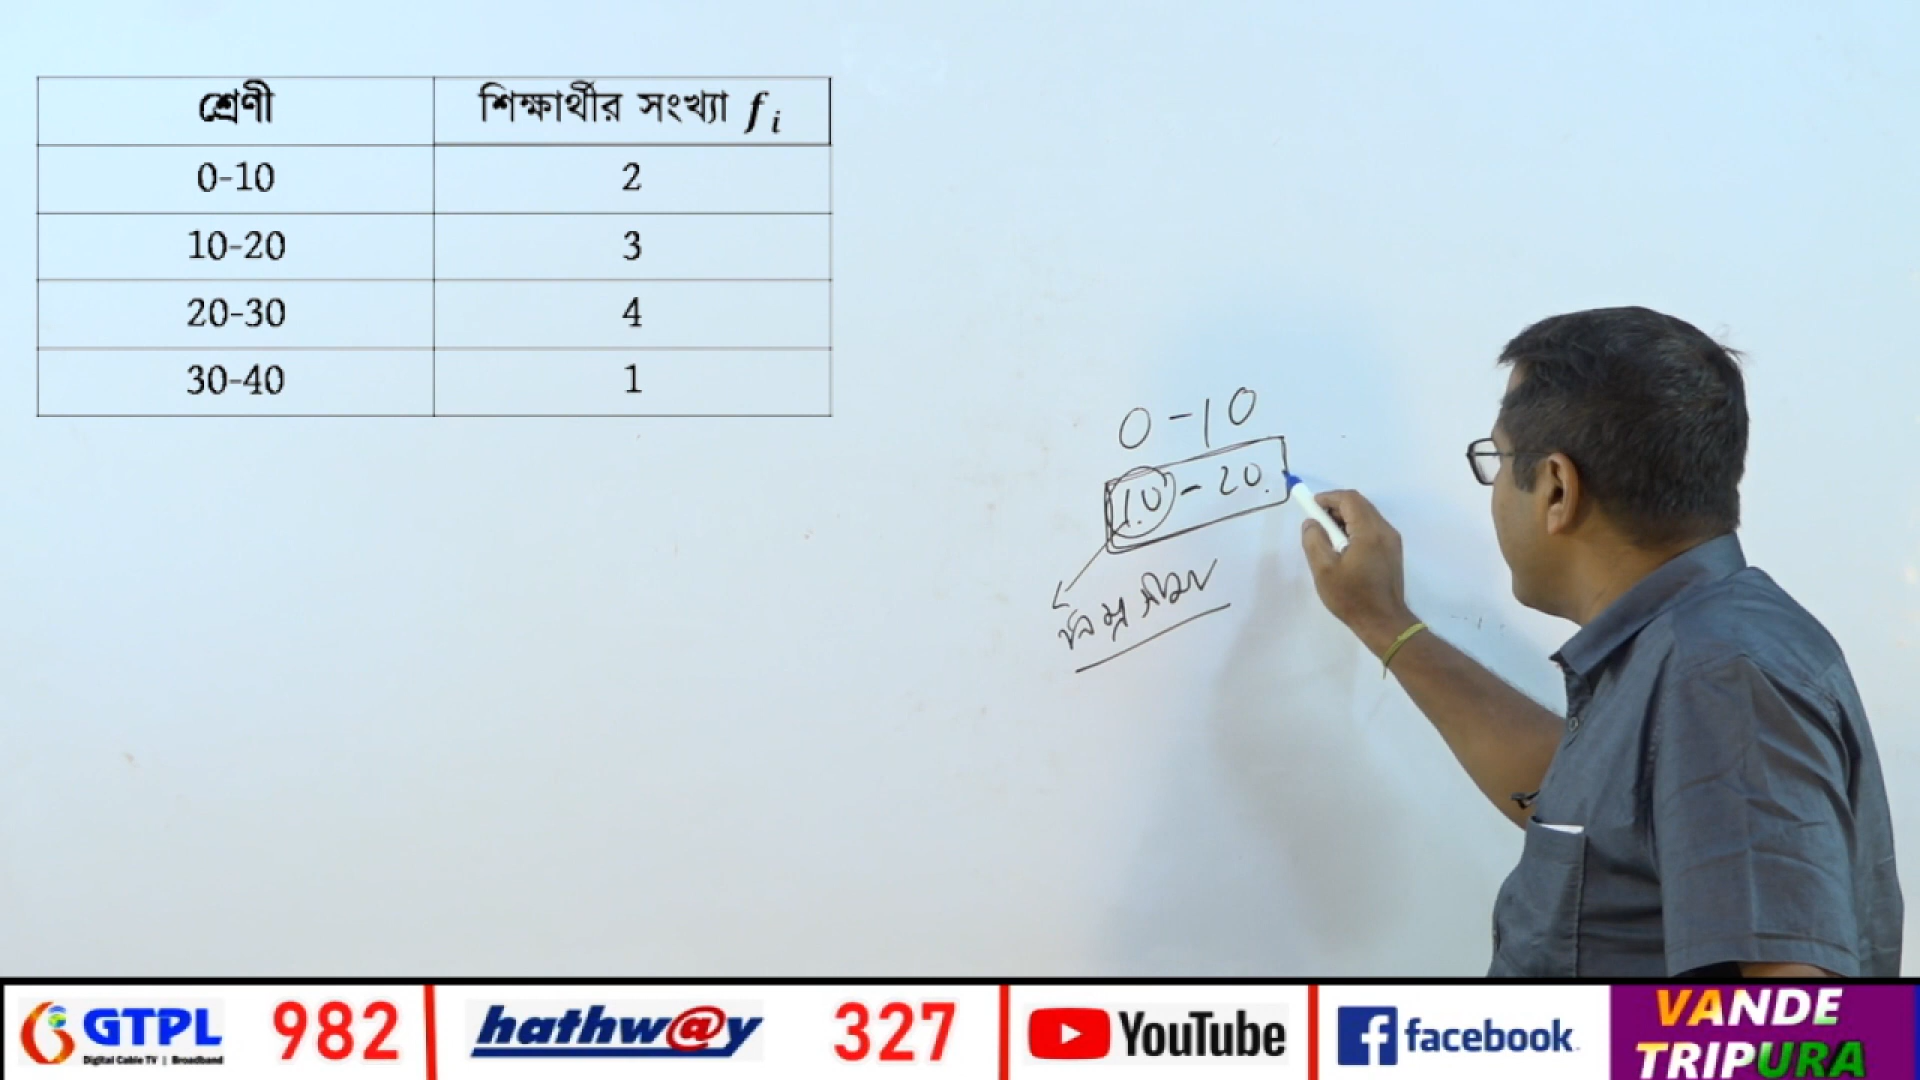 শ্রেণী শিক্ষার্থীর সংখ্যা f i
0-10 2
10-20 3
20-30 4
30-40 1
0-10
10-20.
নিম্ন সীমা
GTPL
Digital Cable TV | Broadband
982
hathw@y
327
YouTube
facebook
VANDE
TRIPURA